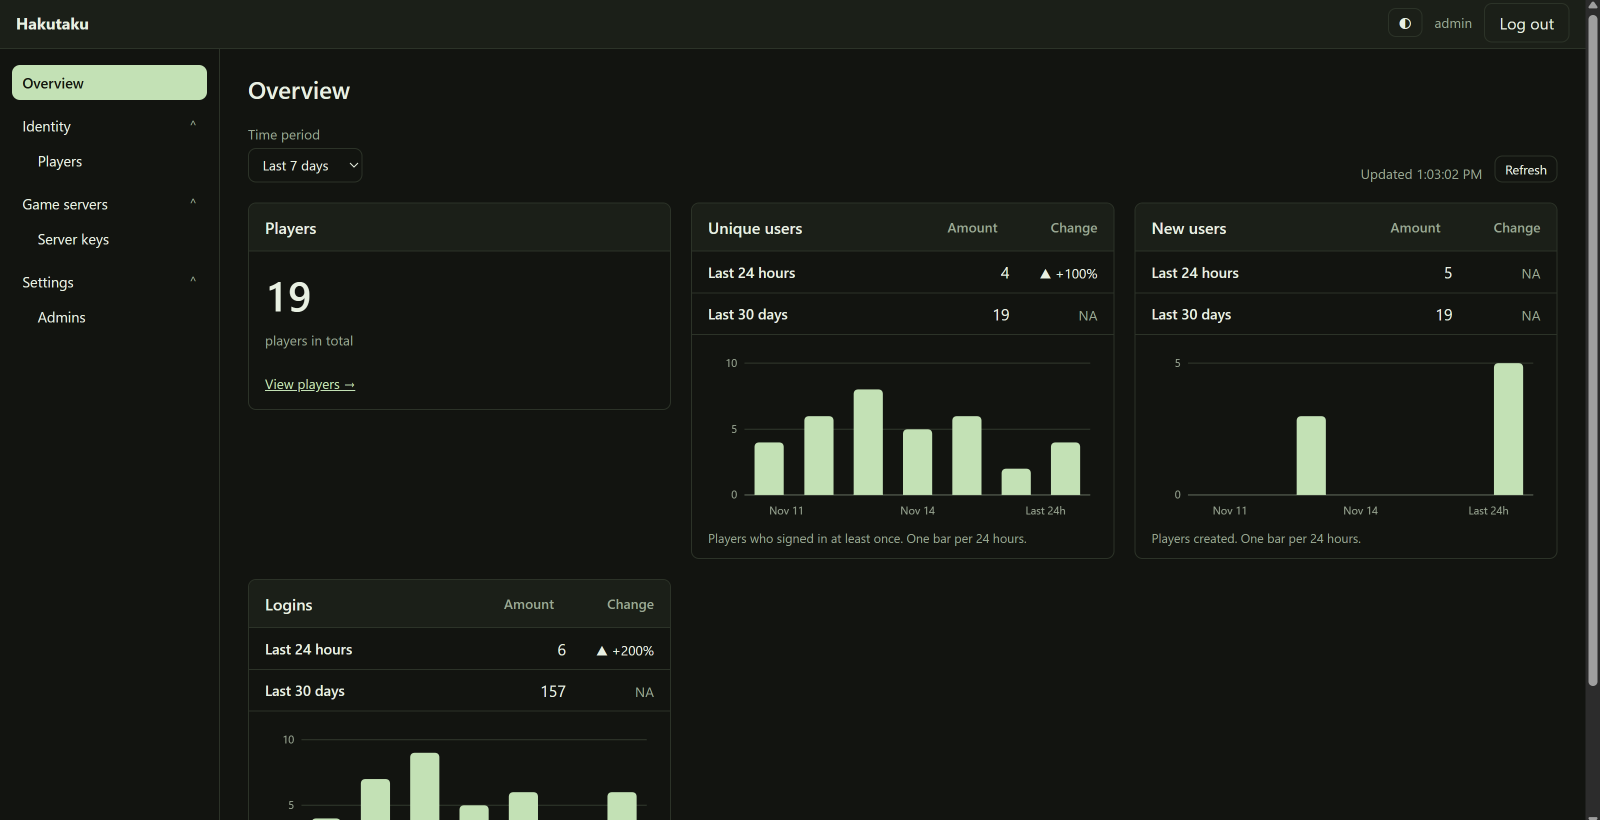 Hakutaku
admin
Log out
Overview
Identity ^
Players
Game servers ^
Server keys
Settings ^
Admins
Overview
Time period
Last 7 days
Updated 1:03:02 PM
Refresh
Players
19
players in total
View players →
Unique users Amount Change
Last 24 hours 4 ▲ +100%
Last 30 days 19 NA
10
5
0
Nov 11 Nov 14 Last 24h
Players who signed in at least once. One bar per 24 hours.
New users Amount Change
Last 24 hours 5 NA
Last 30 days 19 NA
5
0
Nov 11 Nov 14 Last 24h
Players created. One bar per 24 hours.
Logins Amount Change
Last 24 hours 6 ▲ +200%
Last 30 days 157 NA
10
5